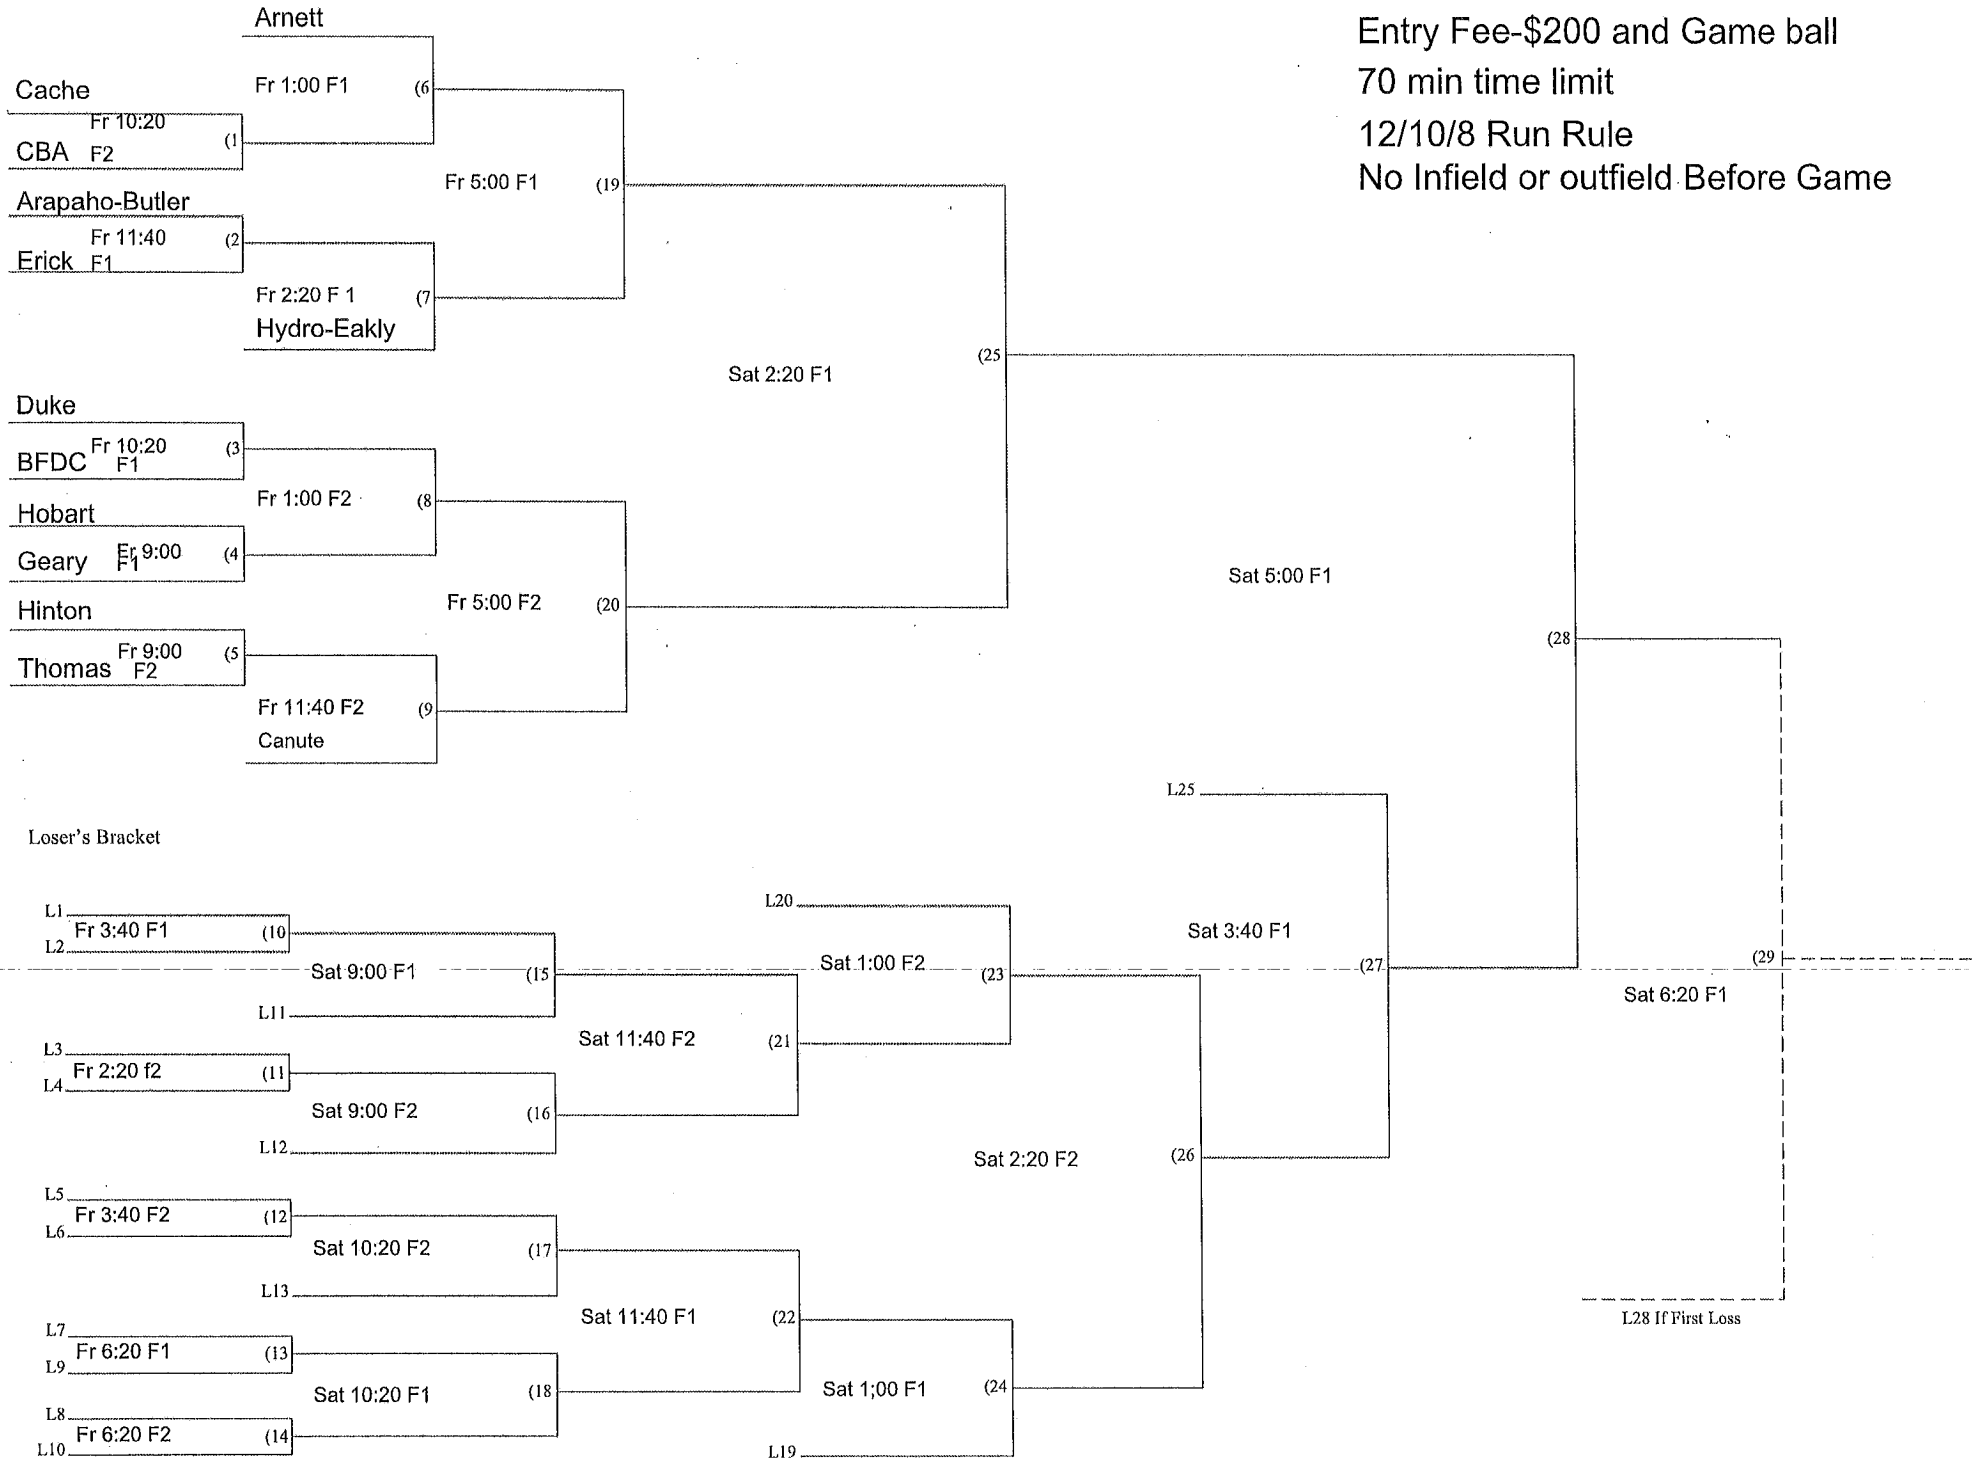 Arnett
Entry Fee-$200 and Game ball
70 min time limit
12/10/8 Run Rule
No Infield or outfield Before Game
Fr 1:00 F1 (6
Cache
Fr 10:20
CBA F2 (1
Fr 5:00 F1 (19
Arapaho-Butler
Fr 11:40 (2
Erick F1
Fr 2:20 F 1 (7
Hydro-Eakly
Sat 2:20 F1 (25
Duke
Fr 10:20 (3
BFDC F1
Fr 1:00 F2 (8
Hobart
Fr 9:00 (4
Geary F1
Sat 5:00 F1
Hinton
Fr 5:00 F2 (20
Fr 9:00 (5
Thomas F2
(28
Fr 11:40 F2 (9
Canute
L25
Loser's Bracket
L20
L1
Fr 3:40 F1 (10
L2
Sat 3:40 F1
Sat 9:00 F1 (15
Sat 1:00 F2 (23
(27
(29
Sat 6:20 F1
L11
Sat 11:40 F2 (21
L3
Fr 2:20 f2 (11
L4
Sat 9:00 F2 (16
L12
Sat 2:20 F2 (26
L5
Fr 3:40 F2 (12
L6
Sat 10:20 F2 (17
L13
Sat 11:40 F1 (22
L28 If First Loss
L7
Fr 6:20 F1 (13
L9
Sat 10:20 F1 (18
Sat 1;00 F1 (24
L8
Fr 6:20 F2 (14
L10
L19